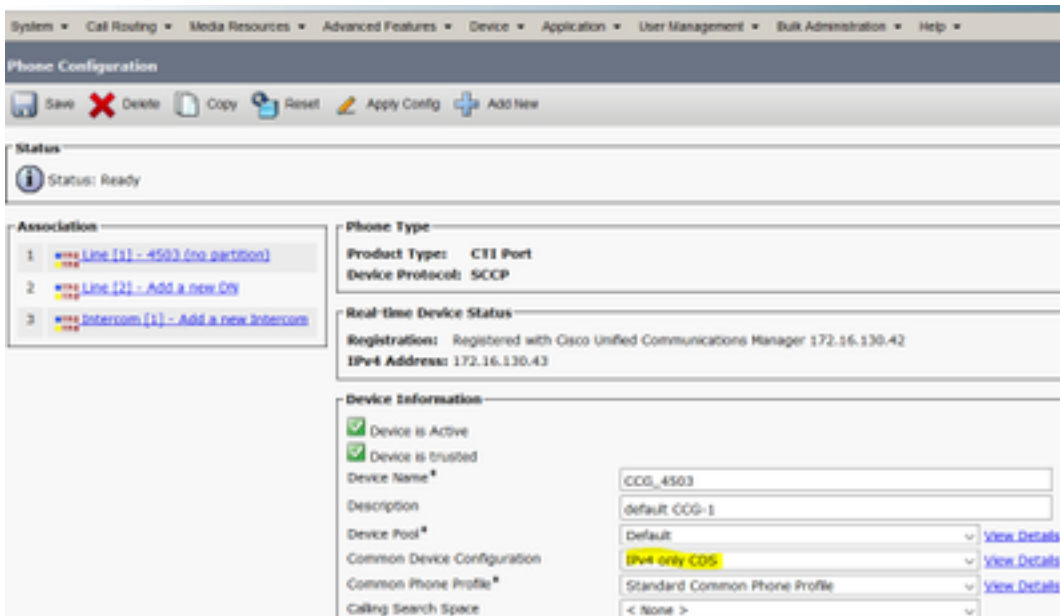 System Call Routing Media Resources Advanced Features Device Application User Management Bulk Administration Help
Phone Configuration
Save Delete Copy Reset Apply Config Add New
Status
Status: Ready
Association
1 Line [1] - 4503 (no partition)
2 Line [2] - Add a new DN
3 Intercom [1] - Add a new Intercom
Phone Type
Product Type: CTI Port
Device Protocol: SCCP
Real-time Device Status
Registration: Registered with Cisco Unified Communications Manager 172.16.130.42
IPv4 Address: 172.16.130.43
Device Information
Device is Active
Device is trusted
Device Name* CCG_4503
Description default CCG-1
Device Pool* Default View Details
Common Device Configuration IPv4 only CDS View Details
Common Phone Profile* Standard Common Phone Profile View Details
Calling Search Space < None >